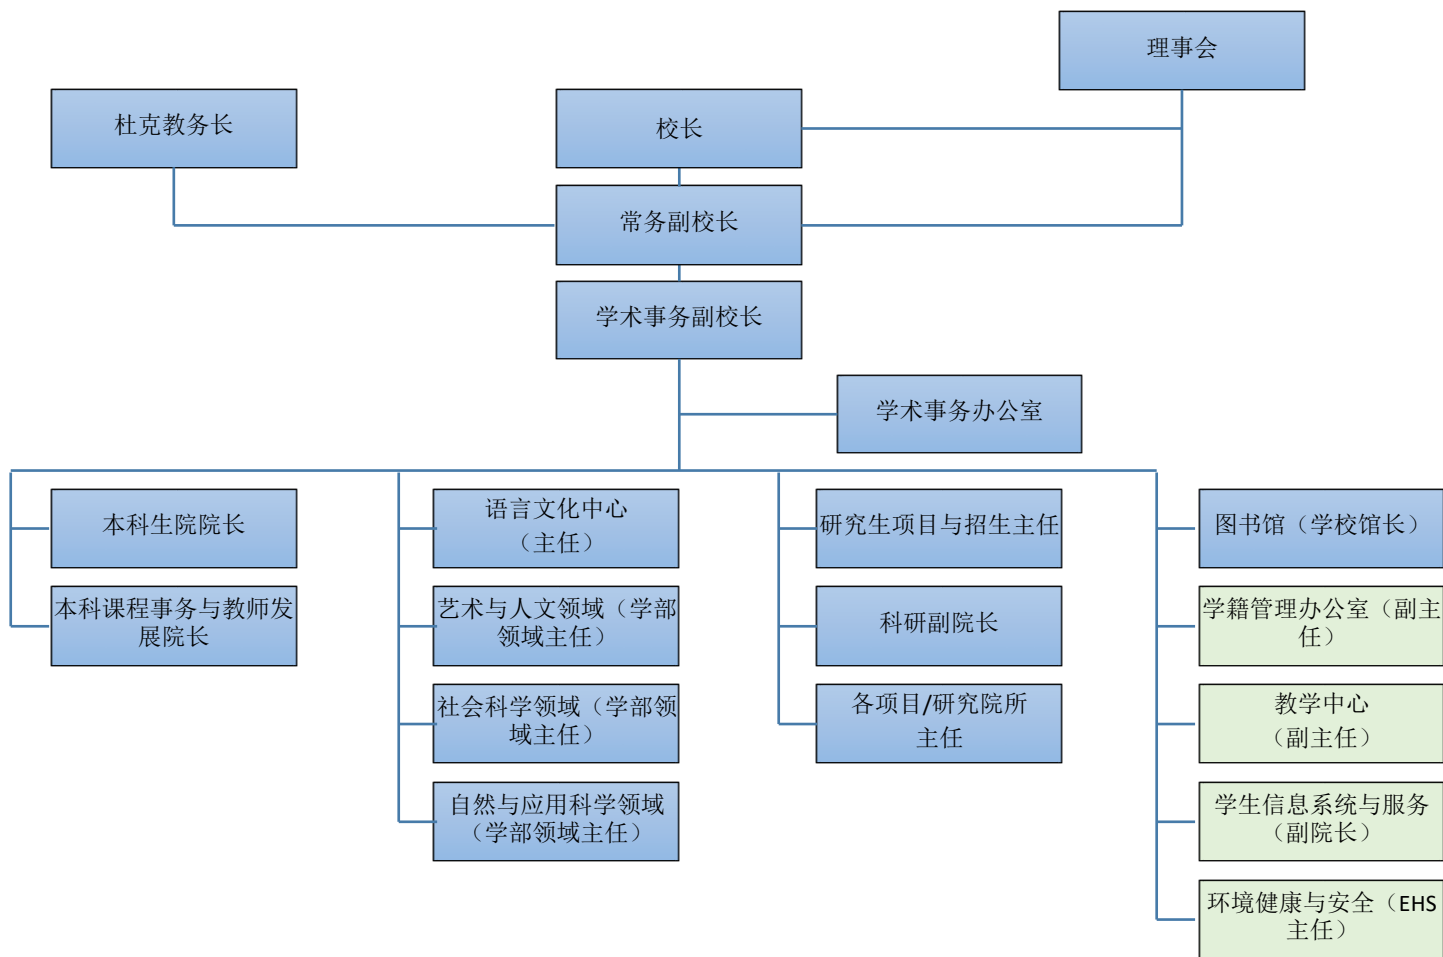 理事会
杜克教务长
校长
常务副校长
学术事务副校长
学术事务办公室
本科生院院长
本科课程事务与教师发
展院长
语言文化中心
（主任）
艺术与人文领域（学部
领域主任）
社会科学领域（学部领
域主任）
自然与应用科学领域
（学部领域主任）
研究生项目与招生主任
科研副院长
各项目/研究院所
主任
图书馆（学校馆长）
学籍管理办公室（副主
任）
教学中心
（副主任）
学生信息系统与服务
（副院长）
环境健康与安全（EHS
主任）